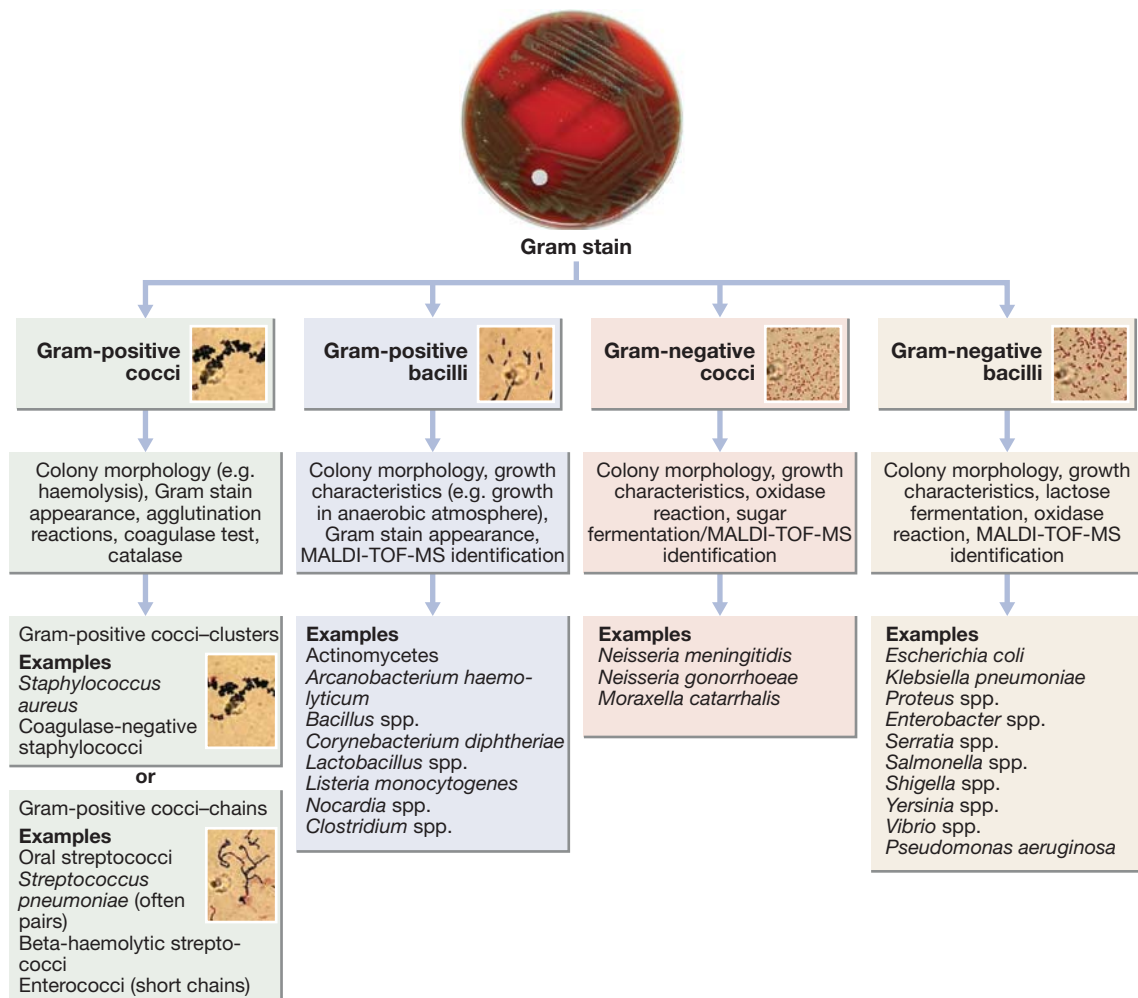 Gram stain
Gram-positive
cocci
Gram-positive
bacilli
Gram-negative
cocci
Gram-negative
bacilli
Colony morphology (e.g.
haemolysis), Gram stain
appearance, agglutination
reactions, coagulase test,
catalase
Colony morphology, growth
characteristics (e.g. growth
in anaerobic atmosphere),
Gram stain appearance,
MALDI-TOF-MS identification
Colony morphology, growth
characteristics, oxidase
reaction, sugar
fermentation/MALDI-TOF-MS
identification
Colony morphology, growth
characteristics, lactose
fermentation, oxidase
reaction, MALDI-TOF-MS
identification
Gram-positive cocci–clusters
Examples
Staphylococcus
aureus
Coagulase-negative
staphylococci
or
Gram-positive cocci–chains
Examples
Oral streptococci
Streptococcus
pneumoniae (often
pairs)
Beta-haemolytic strepto-
cocci
Enterococci (short chains)
Examples
Actinomycetes
Arcanobacterium haemo-
lyticum
Bacillus spp.
Corynebacterium diphtheriae
Lactobacillus spp.
Listeria monocytogenes
Nocardia spp.
Clostridium spp.
Examples
Neisseria meningitidis
Neisseria gonorrhoeae
Moraxella catarrhalis
Examples
Escherichia coli
Klebsiella pneumoniae
Proteus spp.
Enterobacter spp.
Serratia spp.
Salmonella spp.
Shigella spp.
Yersinia spp.
Vibrio spp.
Pseudomonas aeruginosa